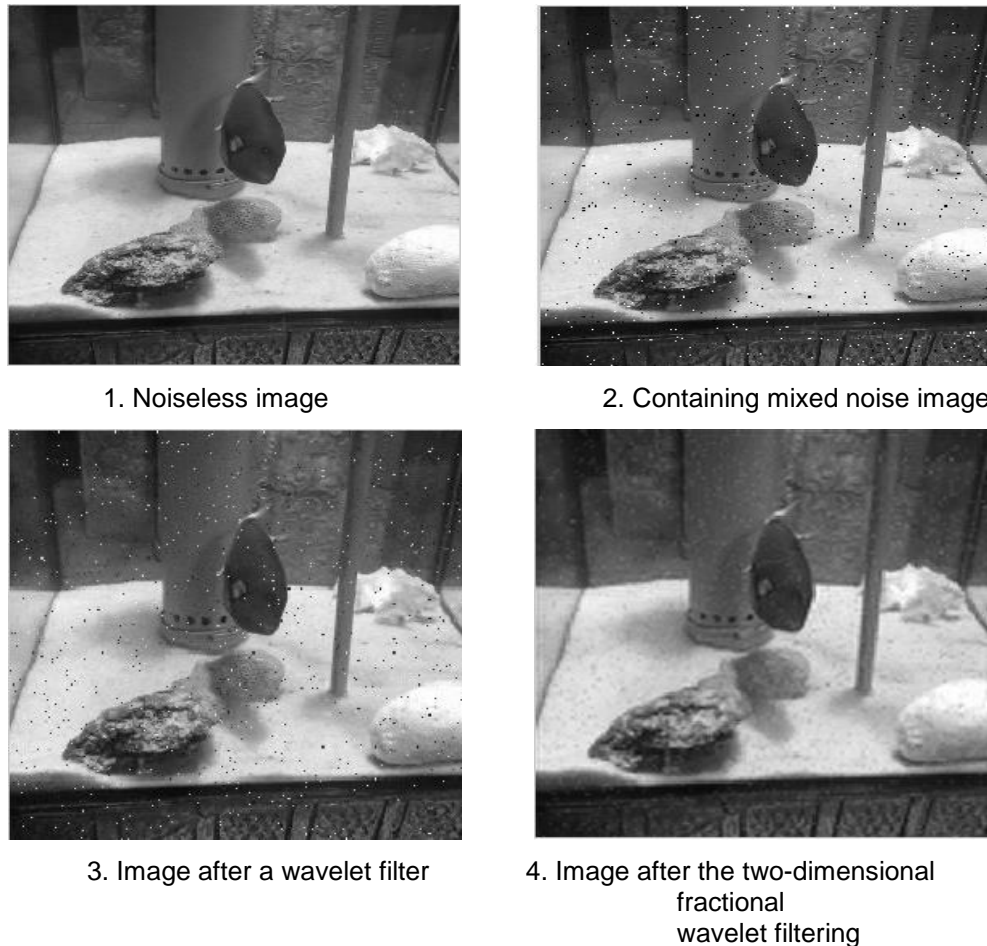 1. Noiseless image
2. Containing mixed noise image
3. Image after a wavelet filter
4. Image after the two-dimensional
fractional
wavelet filtering